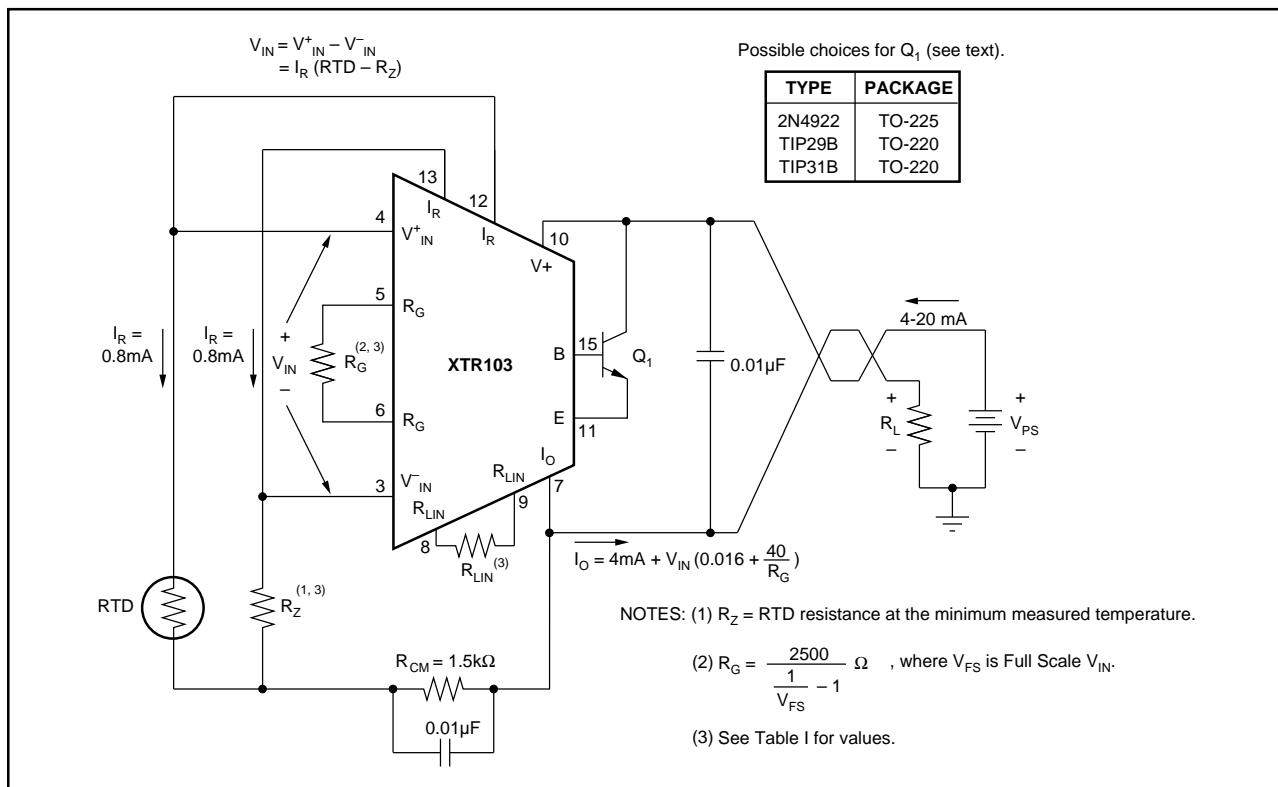 V_IN = V⁺_IN – V⁻_IN
= I_R (RTD – R_Z)
Possible choices for Q₁ (see text).
TYPE PACKAGE
2N4922 TO-225
TIP29B TO-220
TIP31B TO-220
13
I_R
12
I_R
4
V⁺_IN
10
V+
5
R_G
4-20 mA
I_R =
0.8mA
I_R =
0.8mA
+
V_IN
–
R_G (2, 3)
XTR103
B
15
Q₁
0.01µF
6
R_G
E
11
+
R_L
–
+
V_PS
–
I_O
7
R_LIN
9
3
V⁻_IN
R_LIN
8
R_LIN (3)
I_O = 4mA + V_IN (0.016 + 40/R_G)
RTD
R_Z (1, 3)
NOTES: (1) R_Z = RTD resistance at the minimum measured temperature.
R_CM = 1.5kΩ
(2) R_G = 2500/(1/V_FS – 1) Ω , where V_FS is Full Scale V_IN.
0.01µF
(3) See Table I for values.